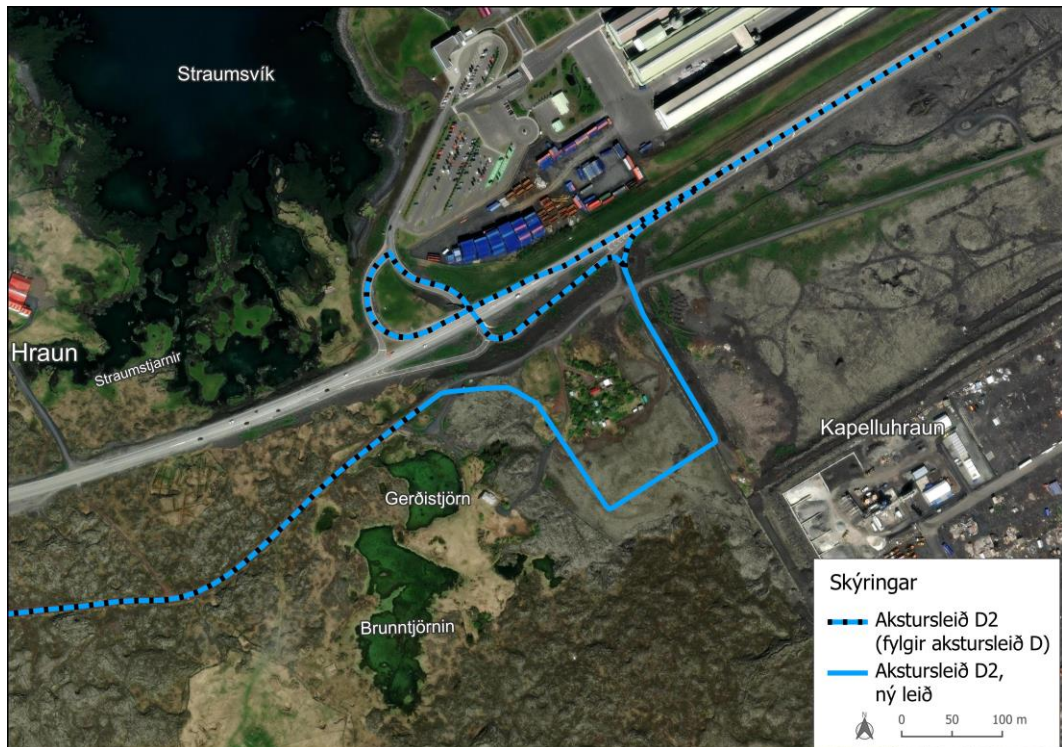 Straumsvík
Hraun
Straumstjarnir
Kapelluhraun
Gerðistjörn
Brunntjörnin
Skýringar
Akstursleið D2
(fylgir akstursleið D)
Akstursleið D2,
ný leið
N
0 50 100 m